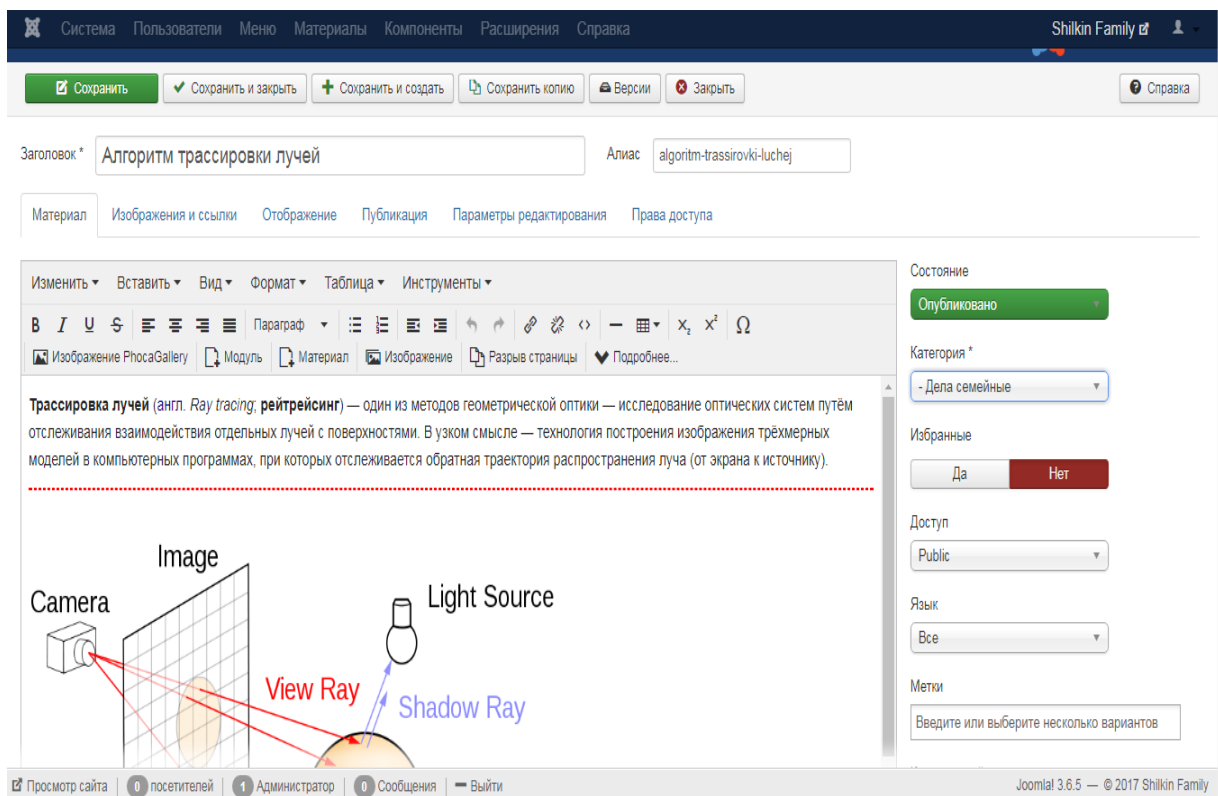 Система Пользователи Меню Материалы Компоненты Расширения Справка Shilkin Family
Сохранить Сохранить и закрыть Сохранить и создать Сохранить копию Версии Закрыть Справка
Заголовок * Алгоритм трассировки лучей Алиас algoritm-trassirovki-luchej
Материал Изображения и ссылки Отображение Публикация Параметры редактирования Права доступа
Изменить Вставить Вид Формат Таблица Инструменты
B I U S Параграф X₂ X² Ω
Изображение PhocaGallery Модуль Материал Изображение Разрыв страницы Подробнее...
Трассировка лучей (англ. Ray tracing; рейтрейсинг) — один из методов геометрической оптики — исследование оптических систем путём
отслеживания взаимодействия отдельных лучей с поверхностями. В узком смысле — технология построения изображения трёхмерных
моделей в компьютерных программах, при которых отслеживается обратная траектория распространения луча (от экрана к источнику).
Image
Camera
Light Source
View Ray
Shadow Ray
Состояние
Опубликовано
Категория *
- Дела семейные
Избранные
Да Нет
Доступ
Public
Язык
Все
Метки
Введите или выберите несколько вариантов
Просмотр сайта 0 посетителей 1 Администратор 0 Сообщения Выйти Joomla! 3.6.5 — © 2017 Shilkin Family